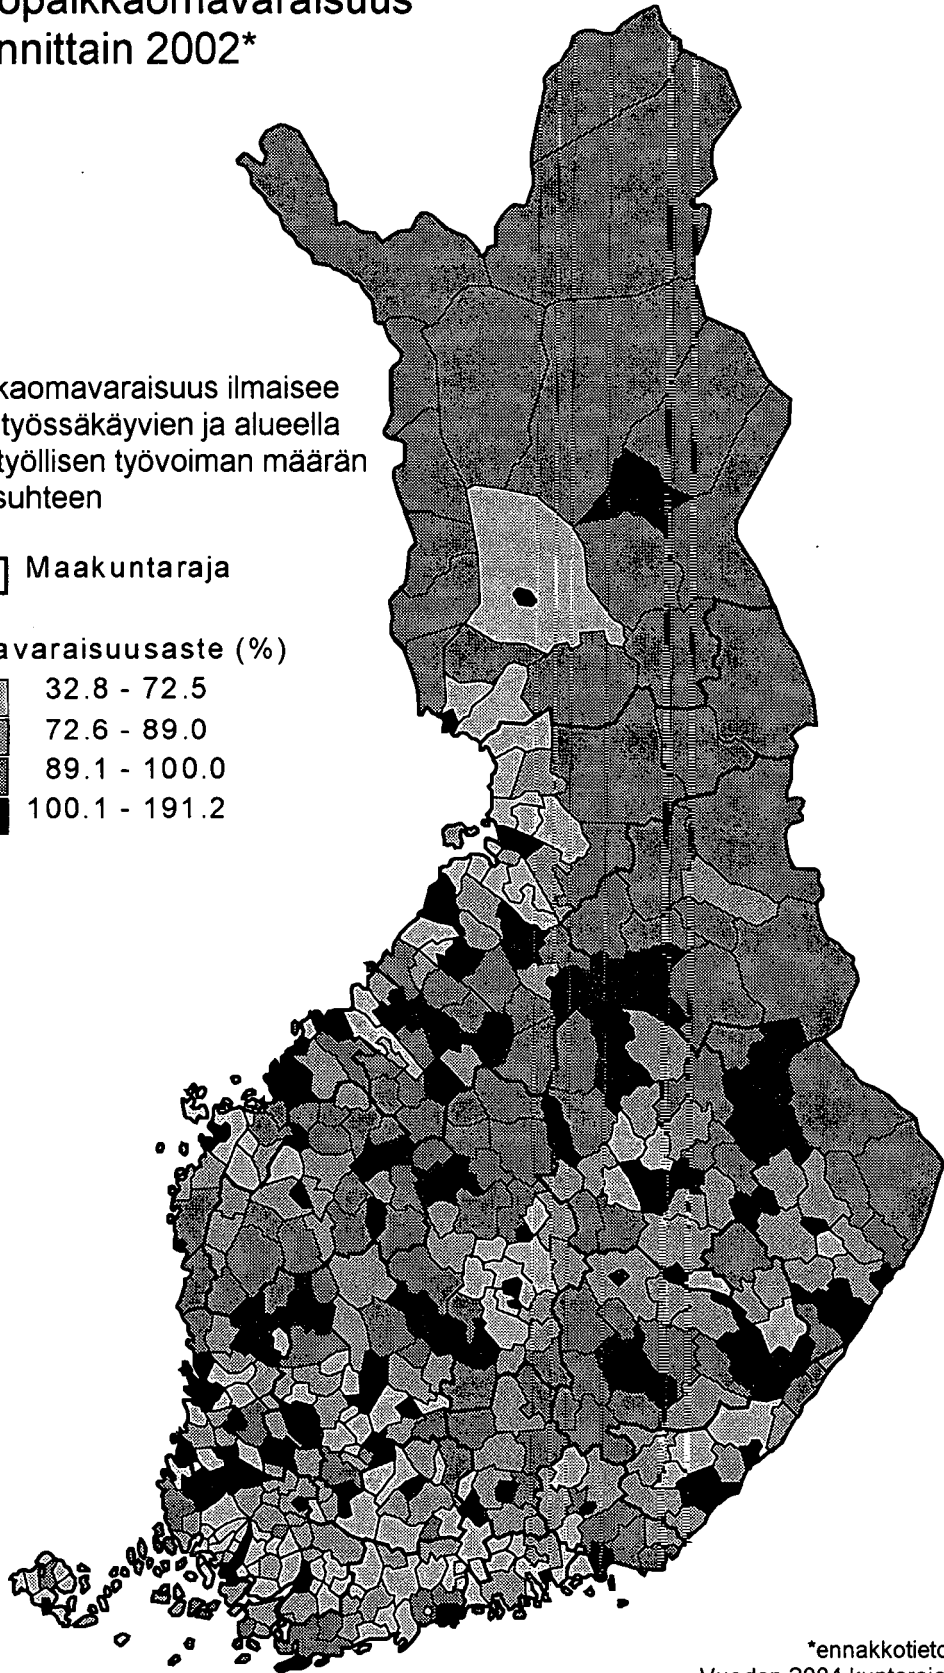 opaikkaomavaraisuus
nnittain 2002*
kaomavaraisuus ilmaisee
työssäkäyvien ja alueella
työllisen työvoiman määrän
suhteen
Maakuntaraja
avaraisuusaste (%)
32.8 - 72.5
72.6 - 89.0
89.1 - 100.0
100.1 - 191.2
*ennakkotieto